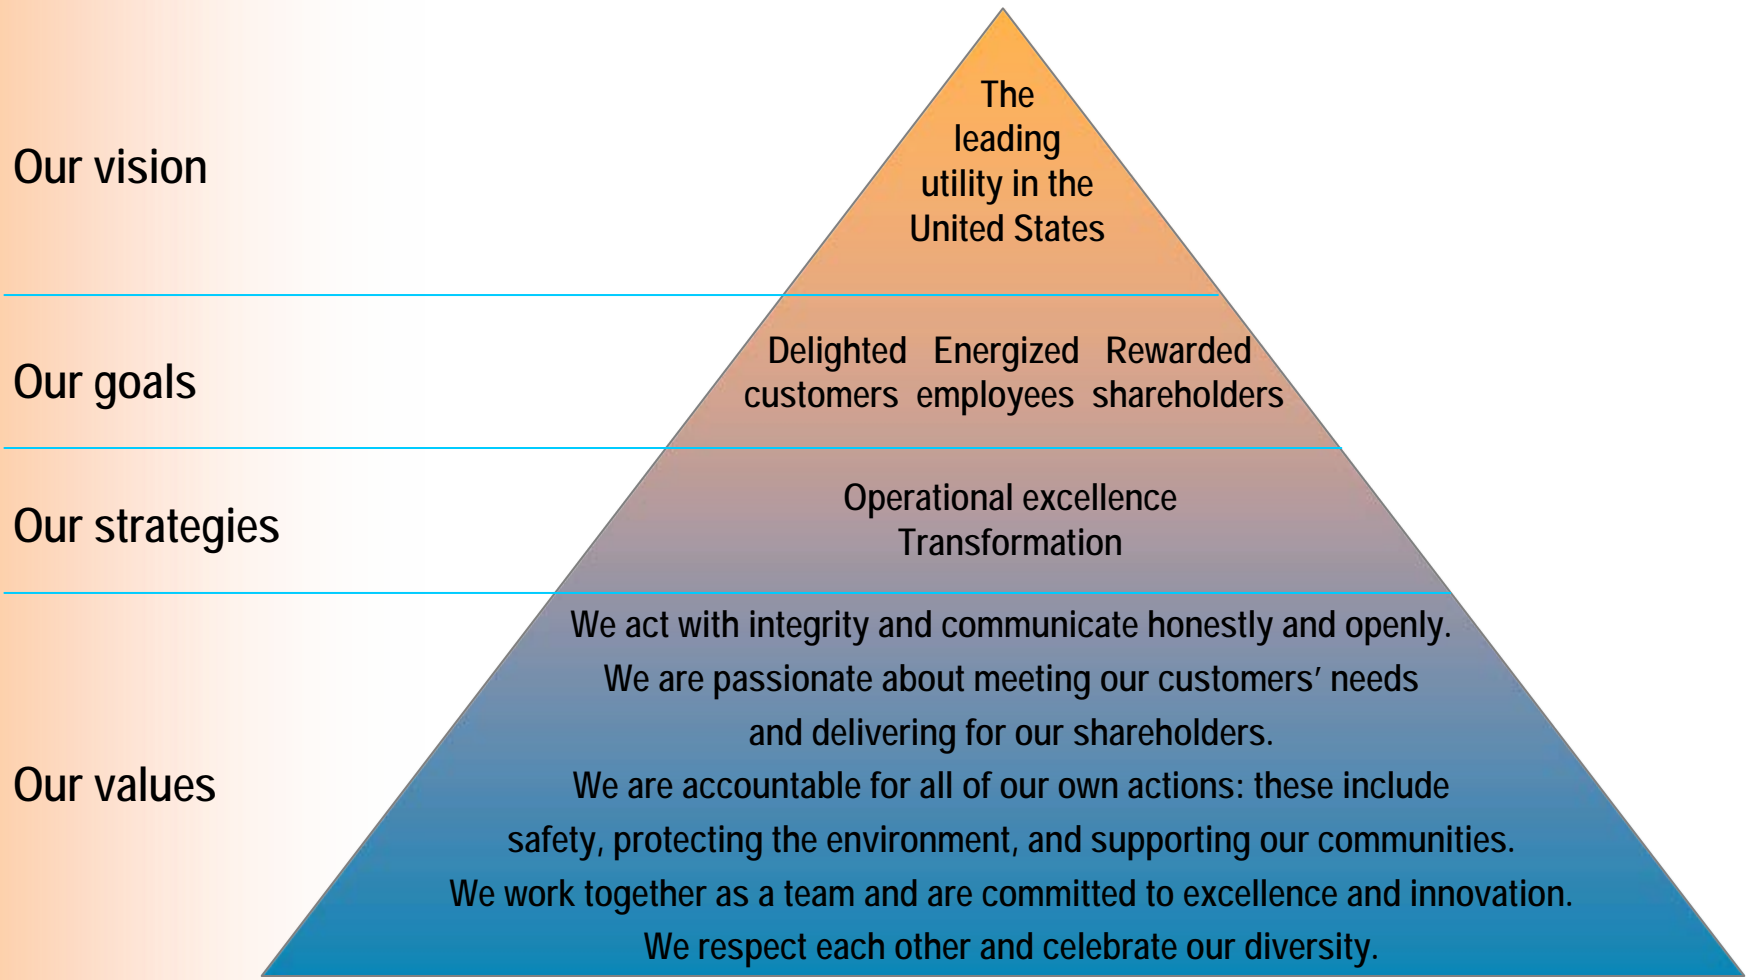 Our vision
The
leading
utility in the
United States
Our goals
Delighted Energized Rewarded
customers employees shareholders
Our strategies
Operational excellence
Transformation
Our values
We act with integrity and communicate honestly and openly.
We are passionate about meeting our customers’ needs
and delivering for our shareholders.
We are accountable for all of our own actions: these include
safety, protecting the environment, and supporting our communities.
We work together as a team and are committed to excellence and innovation.
We respect each other and celebrate our diversity.